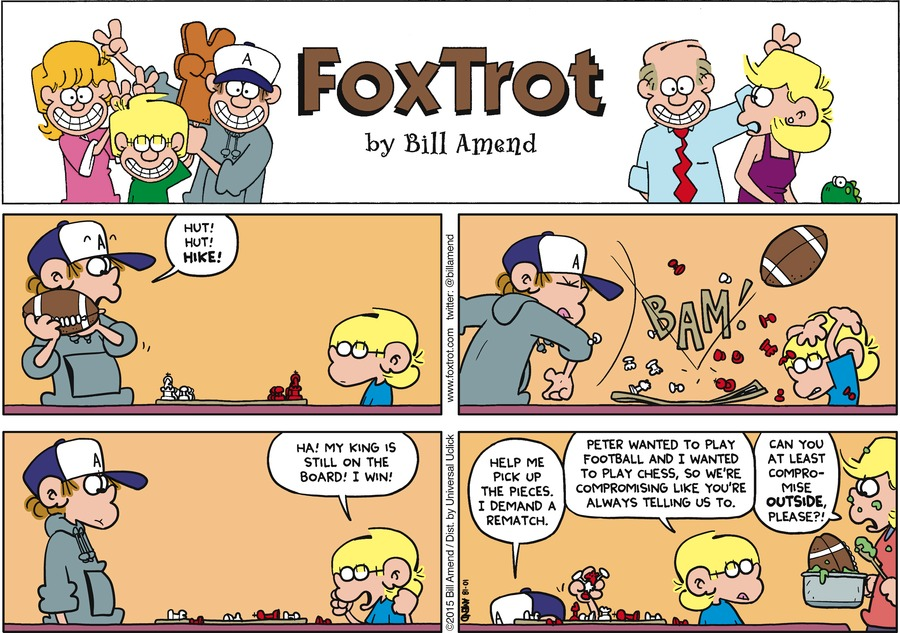 A
FoxTrot
by Bill Amend
A
HUT!
HUT!
HIKE!
www.foxtrot.com twitter: @billamend
A
BAM!
A
HA! MY KING IS
STILL ON THE
BOARD! I WIN!
©2015 Bill Amend / Dist. by Universal Uclick
HELP ME
PICK UP
THE PIECES.
I DEMAND A
REMATCH.
A
PETER WANTED TO PLAY
FOOTBALL AND I WANTED
TO PLAY CHESS, SO WE'RE
COMPROMISING LIKE YOU'RE
ALWAYS TELLING US TO.
CAN YOU
AT LEAST
COMPRO-
MISE
OUTSIDE,
PLEASE?!